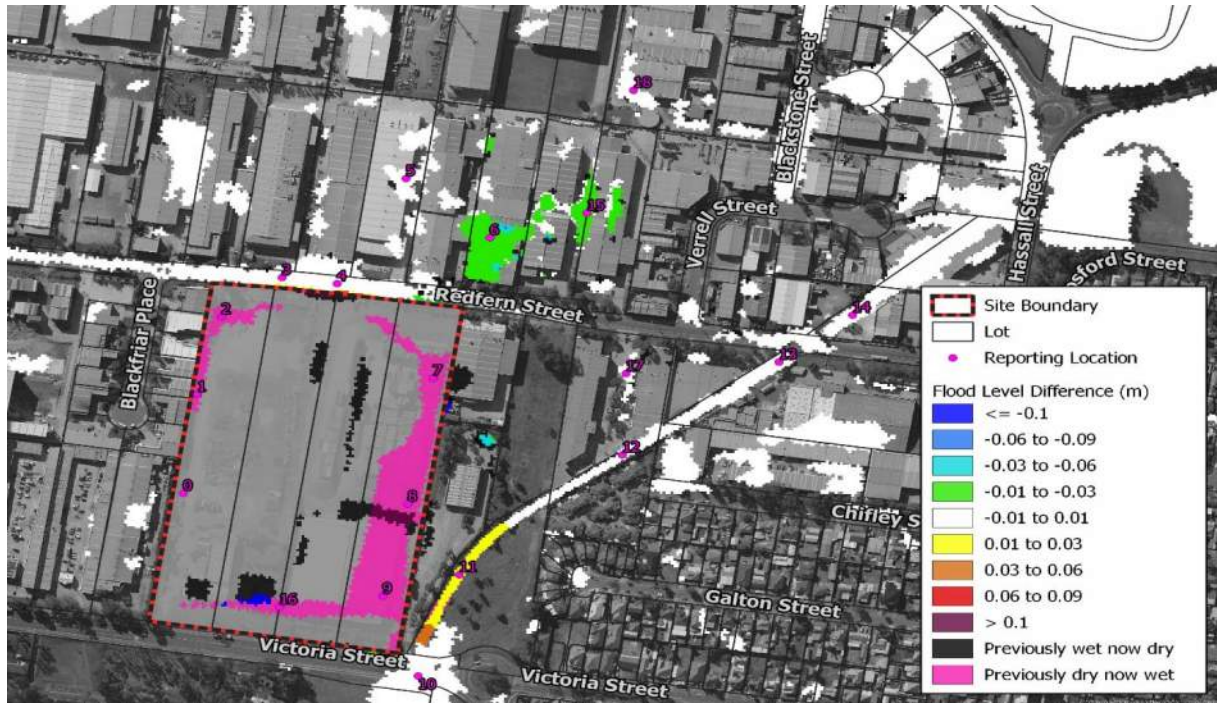 18
Blackstone Street
5
Hassall Street
15
Verrell Street
6
3
4
Redfern Street
nsford Street
14
2
Blackfriar Place
13
7
17
1
12
0
8
Chifley S
11
9
16
Galton Street
Victoria Street
10
Victoria Street
Site Boundary
Lot
Reporting Location
Flood Level Difference (m)
<= -0.1
-0.06 to -0.09
-0.03 to -0.06
-0.01 to -0.03
-0.01 to 0.01
0.01 to 0.03
0.03 to 0.06
0.06 to 0.09
> 0.1
Previously wet now dry
Previously dry now wet